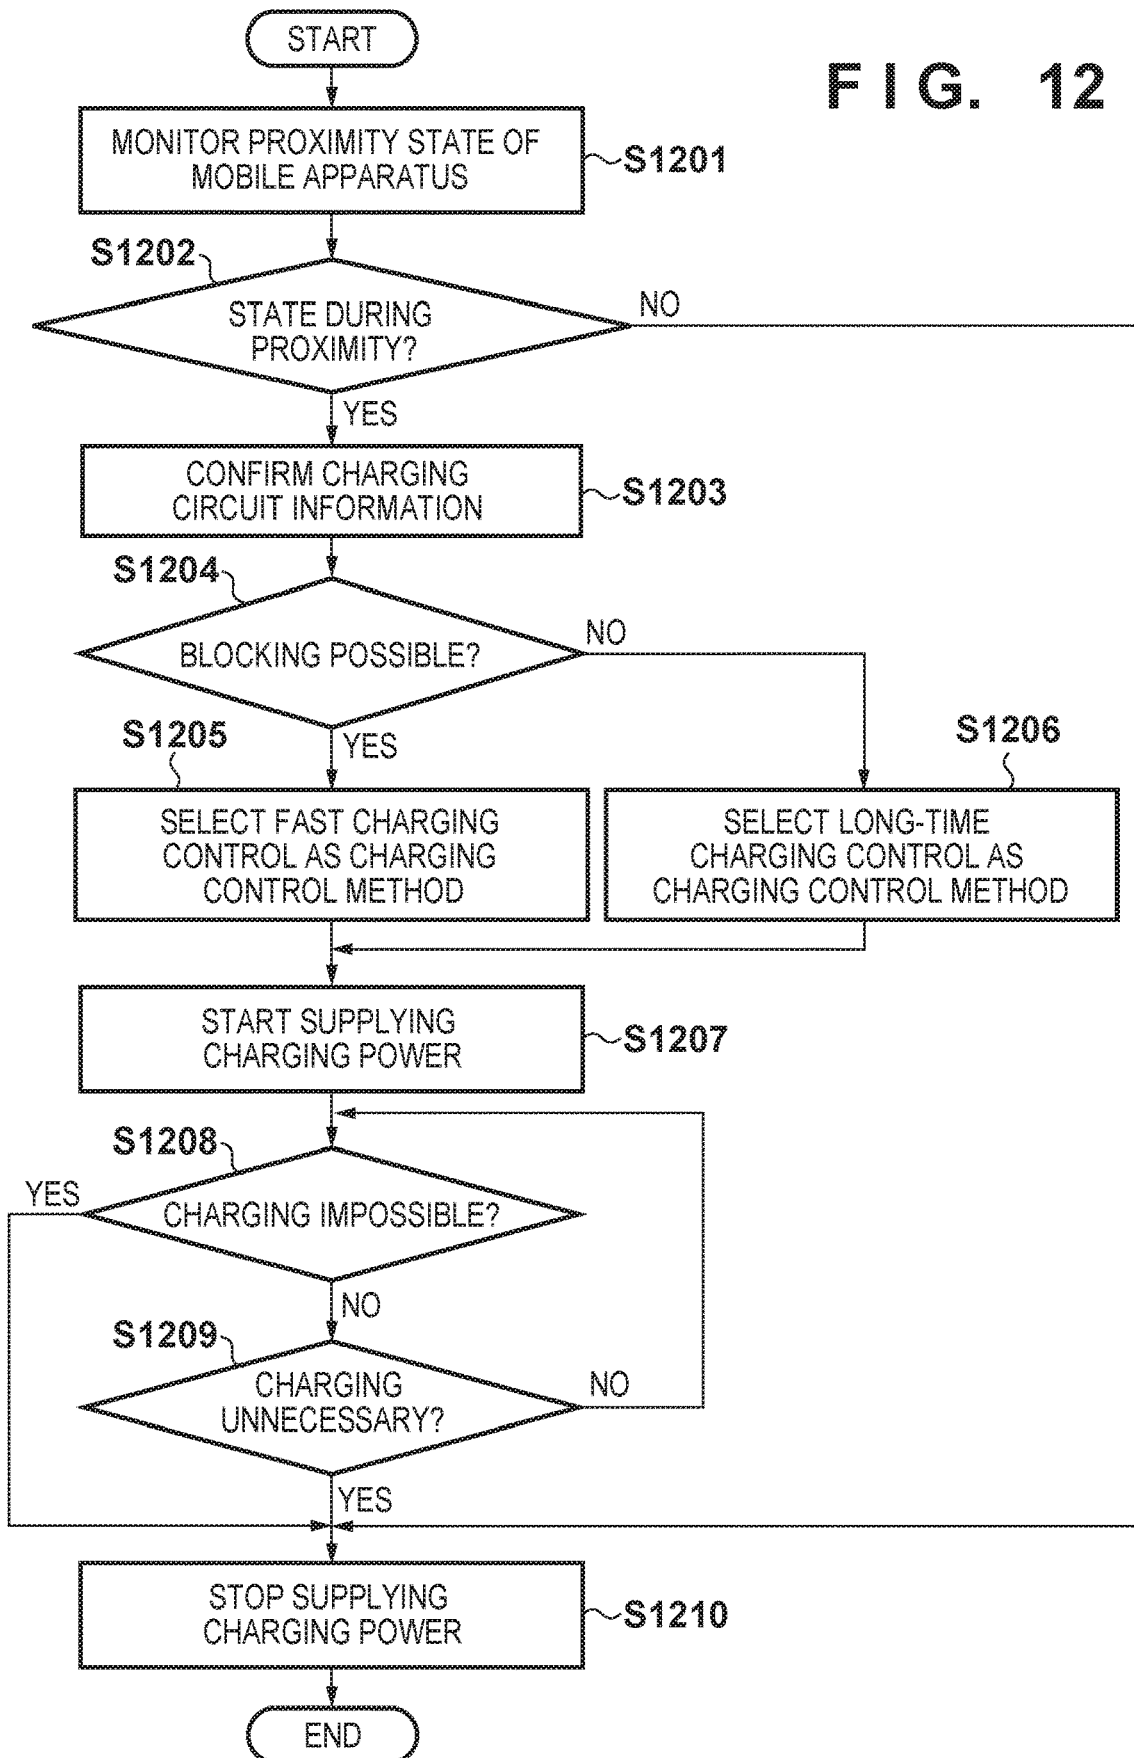 START
FIG. 12
MONITOR PROXIMITY STATE OF
MOBILE APPARATUS
S1201
S1202
STATE DURING
PROXIMITY?
NO
YES
CONFIRM CHARGING
CIRCUIT INFORMATION
S1203
S1204
BLOCKING POSSIBLE?
NO
YES
S1205
SELECT FAST CHARGING
CONTROL AS CHARGING
CONTROL METHOD
S1206
SELECT LONG-TIME
CHARGING CONTROL AS
CHARGING CONTROL METHOD
START SUPPLYING
CHARGING POWER
S1207
S1208
YES
CHARGING IMPOSSIBLE?
NO
S1209
CHARGING
UNNECESSARY?
NO
YES
STOP SUPPLYING
CHARGING POWER
S1210
END